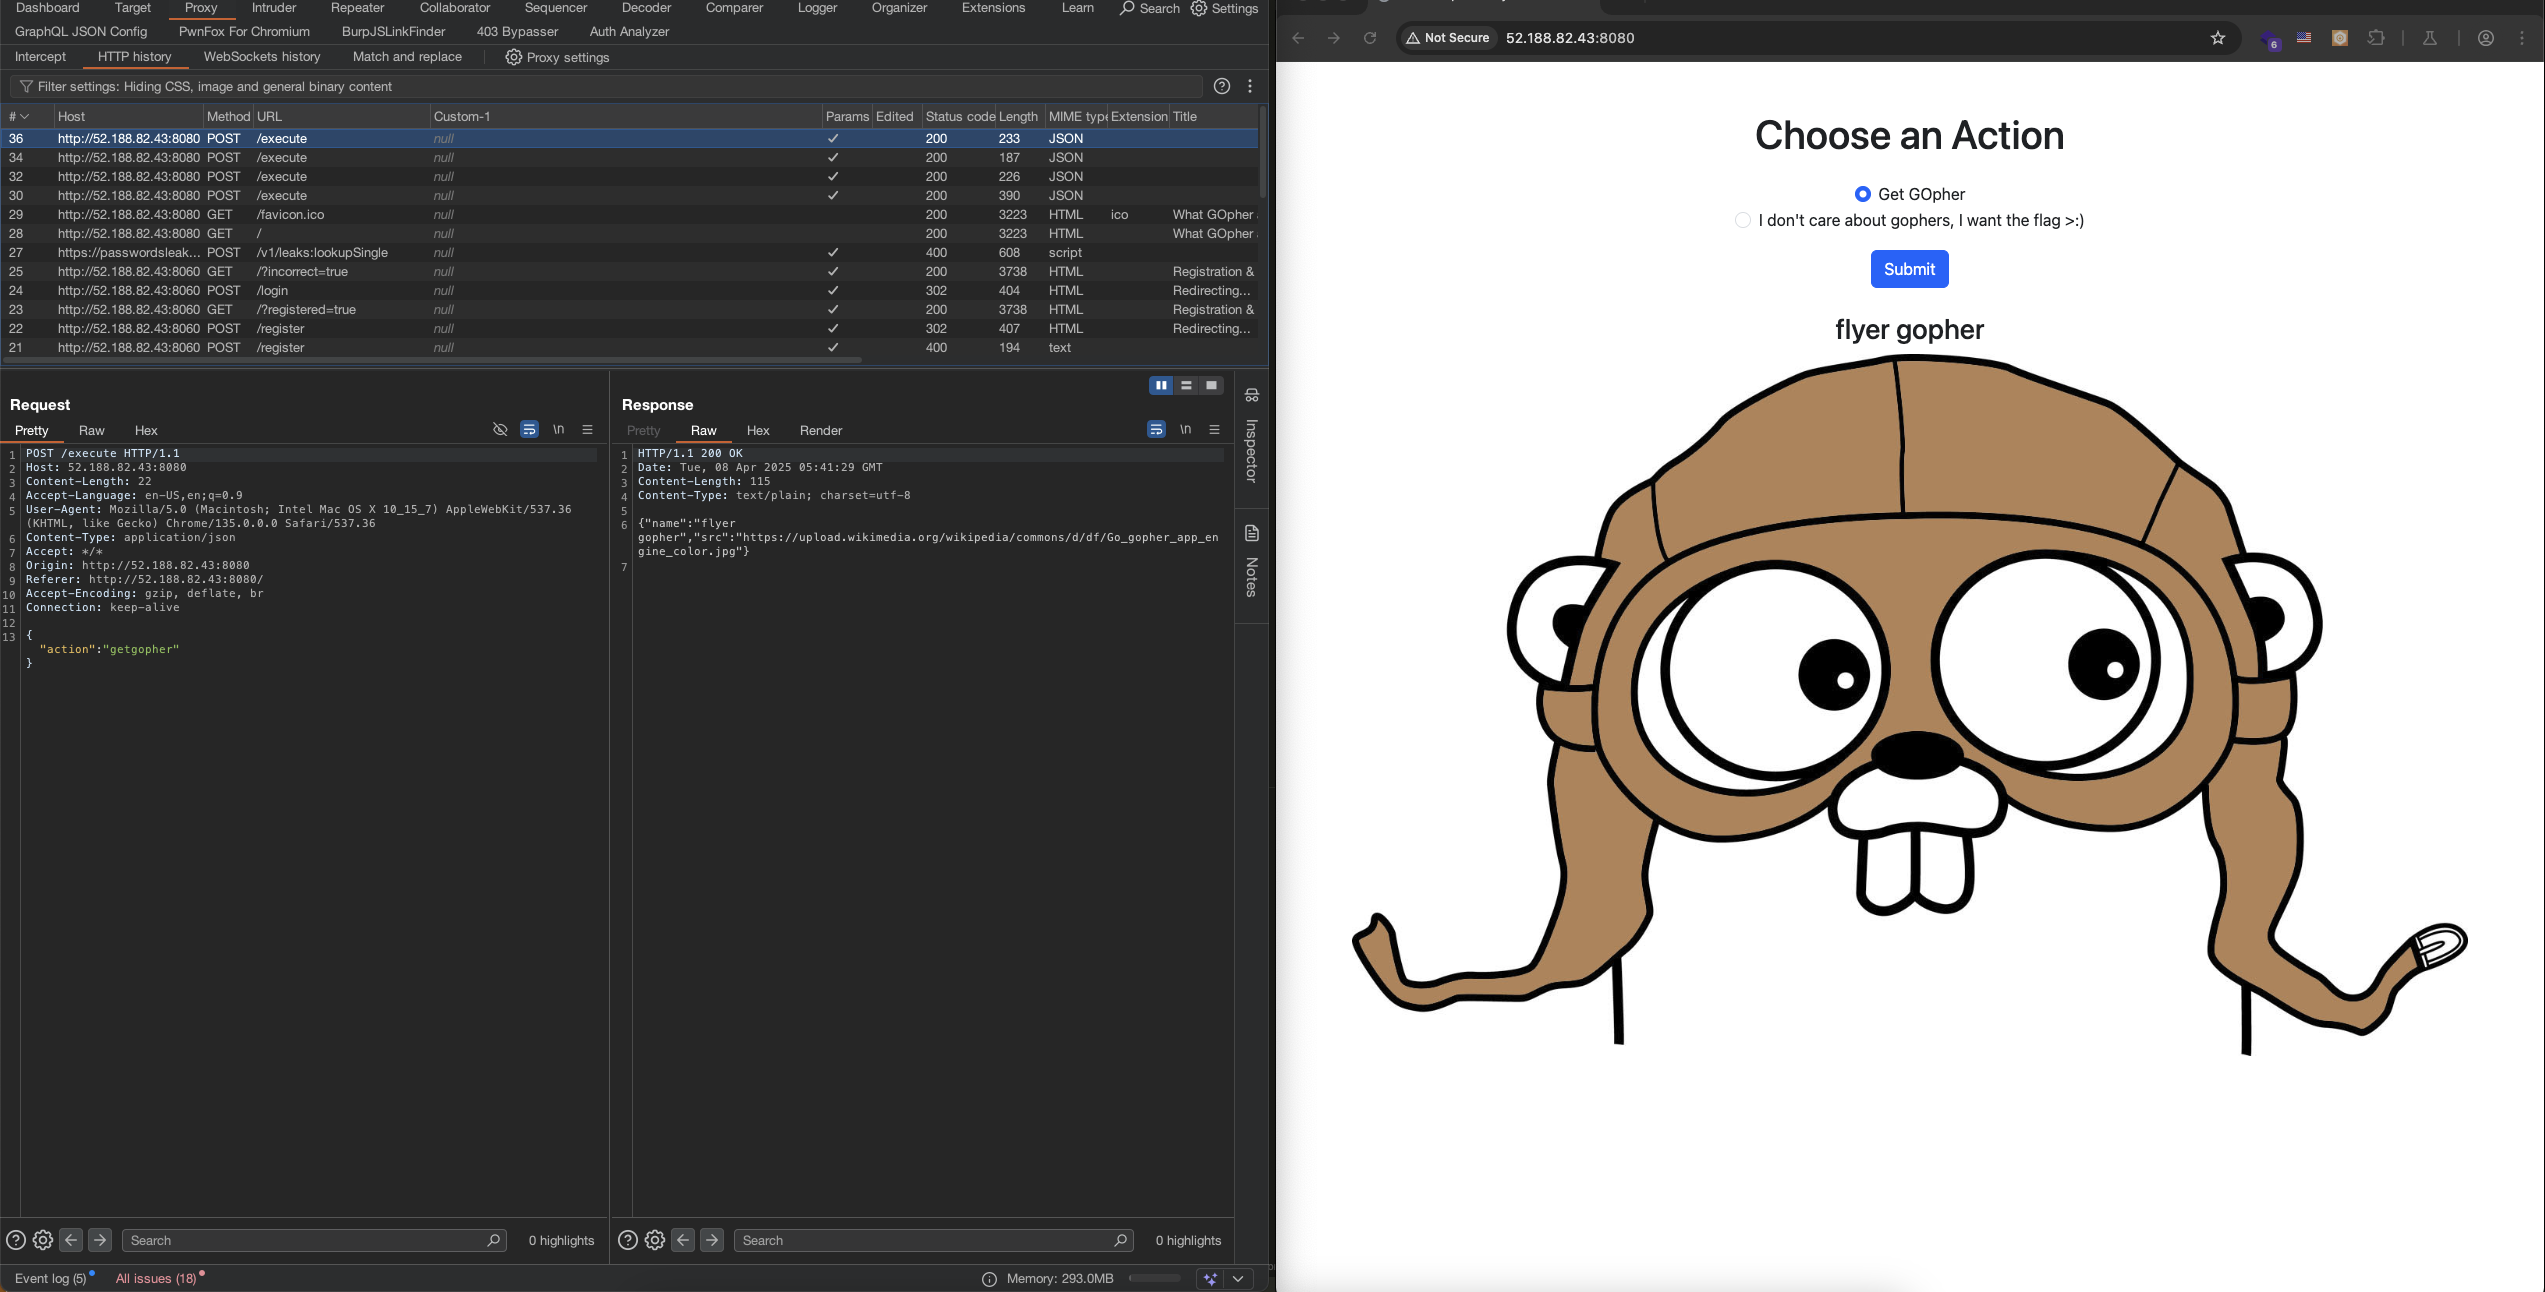 Dashboard Target Proxy Intruder Repeater Collaborator Sequencer Decoder Comparer Logger Organizer Extensions Learn Search Settings
GraphQL JSON Config PwnFox For Chromium BurpJSLinkFinder 403 Bypasser Auth Analyzer
Intercept HTTP history WebSockets history Match and replace Proxy settings
Filter settings: Hiding CSS, image and general binary content
# Host Method URL Custom-1 Params Edited Status code Length MIME type Extension Title
36 http://52.188.82.43:8080 POST /execute null ✓ 200 233 JSON
34 http://52.188.82.43:8080 POST /execute null ✓ 200 187 JSON
32 http://52.188.82.43:8080 POST /execute null ✓ 200 226 JSON
30 http://52.188.82.43:8080 POST /execute null ✓ 200 390 JSON
29 http://52.188.82.43:8080 GET /favicon.ico null 200 3223 HTML ico What GOpher
28 http://52.188.82.43:8080 GET / null 200 3223 HTML What GOpher
27 https://passwordsleak... POST /v1/leaks:lookupSingle null ✓ 400 608 script
25 http://52.188.82.43:8060 GET /?incorrect=true null ✓ 200 3738 HTML Registration &
24 http://52.188.82.43:8060 POST /login null ✓ 302 404 HTML Redirecting...
23 http://52.188.82.43:8060 GET /?registered=true null ✓ 200 3738 HTML Registration &
22 http://52.188.82.43:8060 POST /register null ✓ 302 407 HTML Redirecting...
21 http://52.188.82.43:8060 POST /register null ✓ 400 194 text
Request
Pretty Raw Hex \n
1 POST /execute HTTP/1.1
2 Host: 52.188.82.43:8080
3 Content-Length: 22
4 Accept-Language: en-US,en;q=0.9
5 User-Agent: Mozilla/5.0 (Macintosh; Intel Mac OS X 10_15_7) AppleWebKit/537.36
(KHTML, like Gecko) Chrome/135.0.0.0 Safari/537.36
6 Content-Type: application/json
7 Accept: */*
8 Origin: http://52.188.82.43:8080
9 Referer: http://52.188.82.43:8080/
10 Accept-Encoding: gzip, deflate, br
11 Connection: keep-alive
12
13 {
"action":"getgopher"
}
Search 0 highlights
Response
Pretty Raw Hex Render \n
1 HTTP/1.1 200 OK
2 Date: Tue, 08 Apr 2025 05:41:29 GMT
3 Content-Length: 115
4 Content-Type: text/plain; charset=utf-8
5
6 {"name":"flyer
gopher","src":"https://upload.wikimedia.org/wikipedia/commons/d/df/Go_gopher_app_en
gine_color.jpg"}
7
Search 0 highlights
Inspector
Notes
Event log (5) All issues (18) Memory: 293.0MB
Not Secure 52.188.82.43:8080
6
Choose an Action
Get GOpher
I don't care about gophers, I want the flag >:)
Submit
flyer gopher